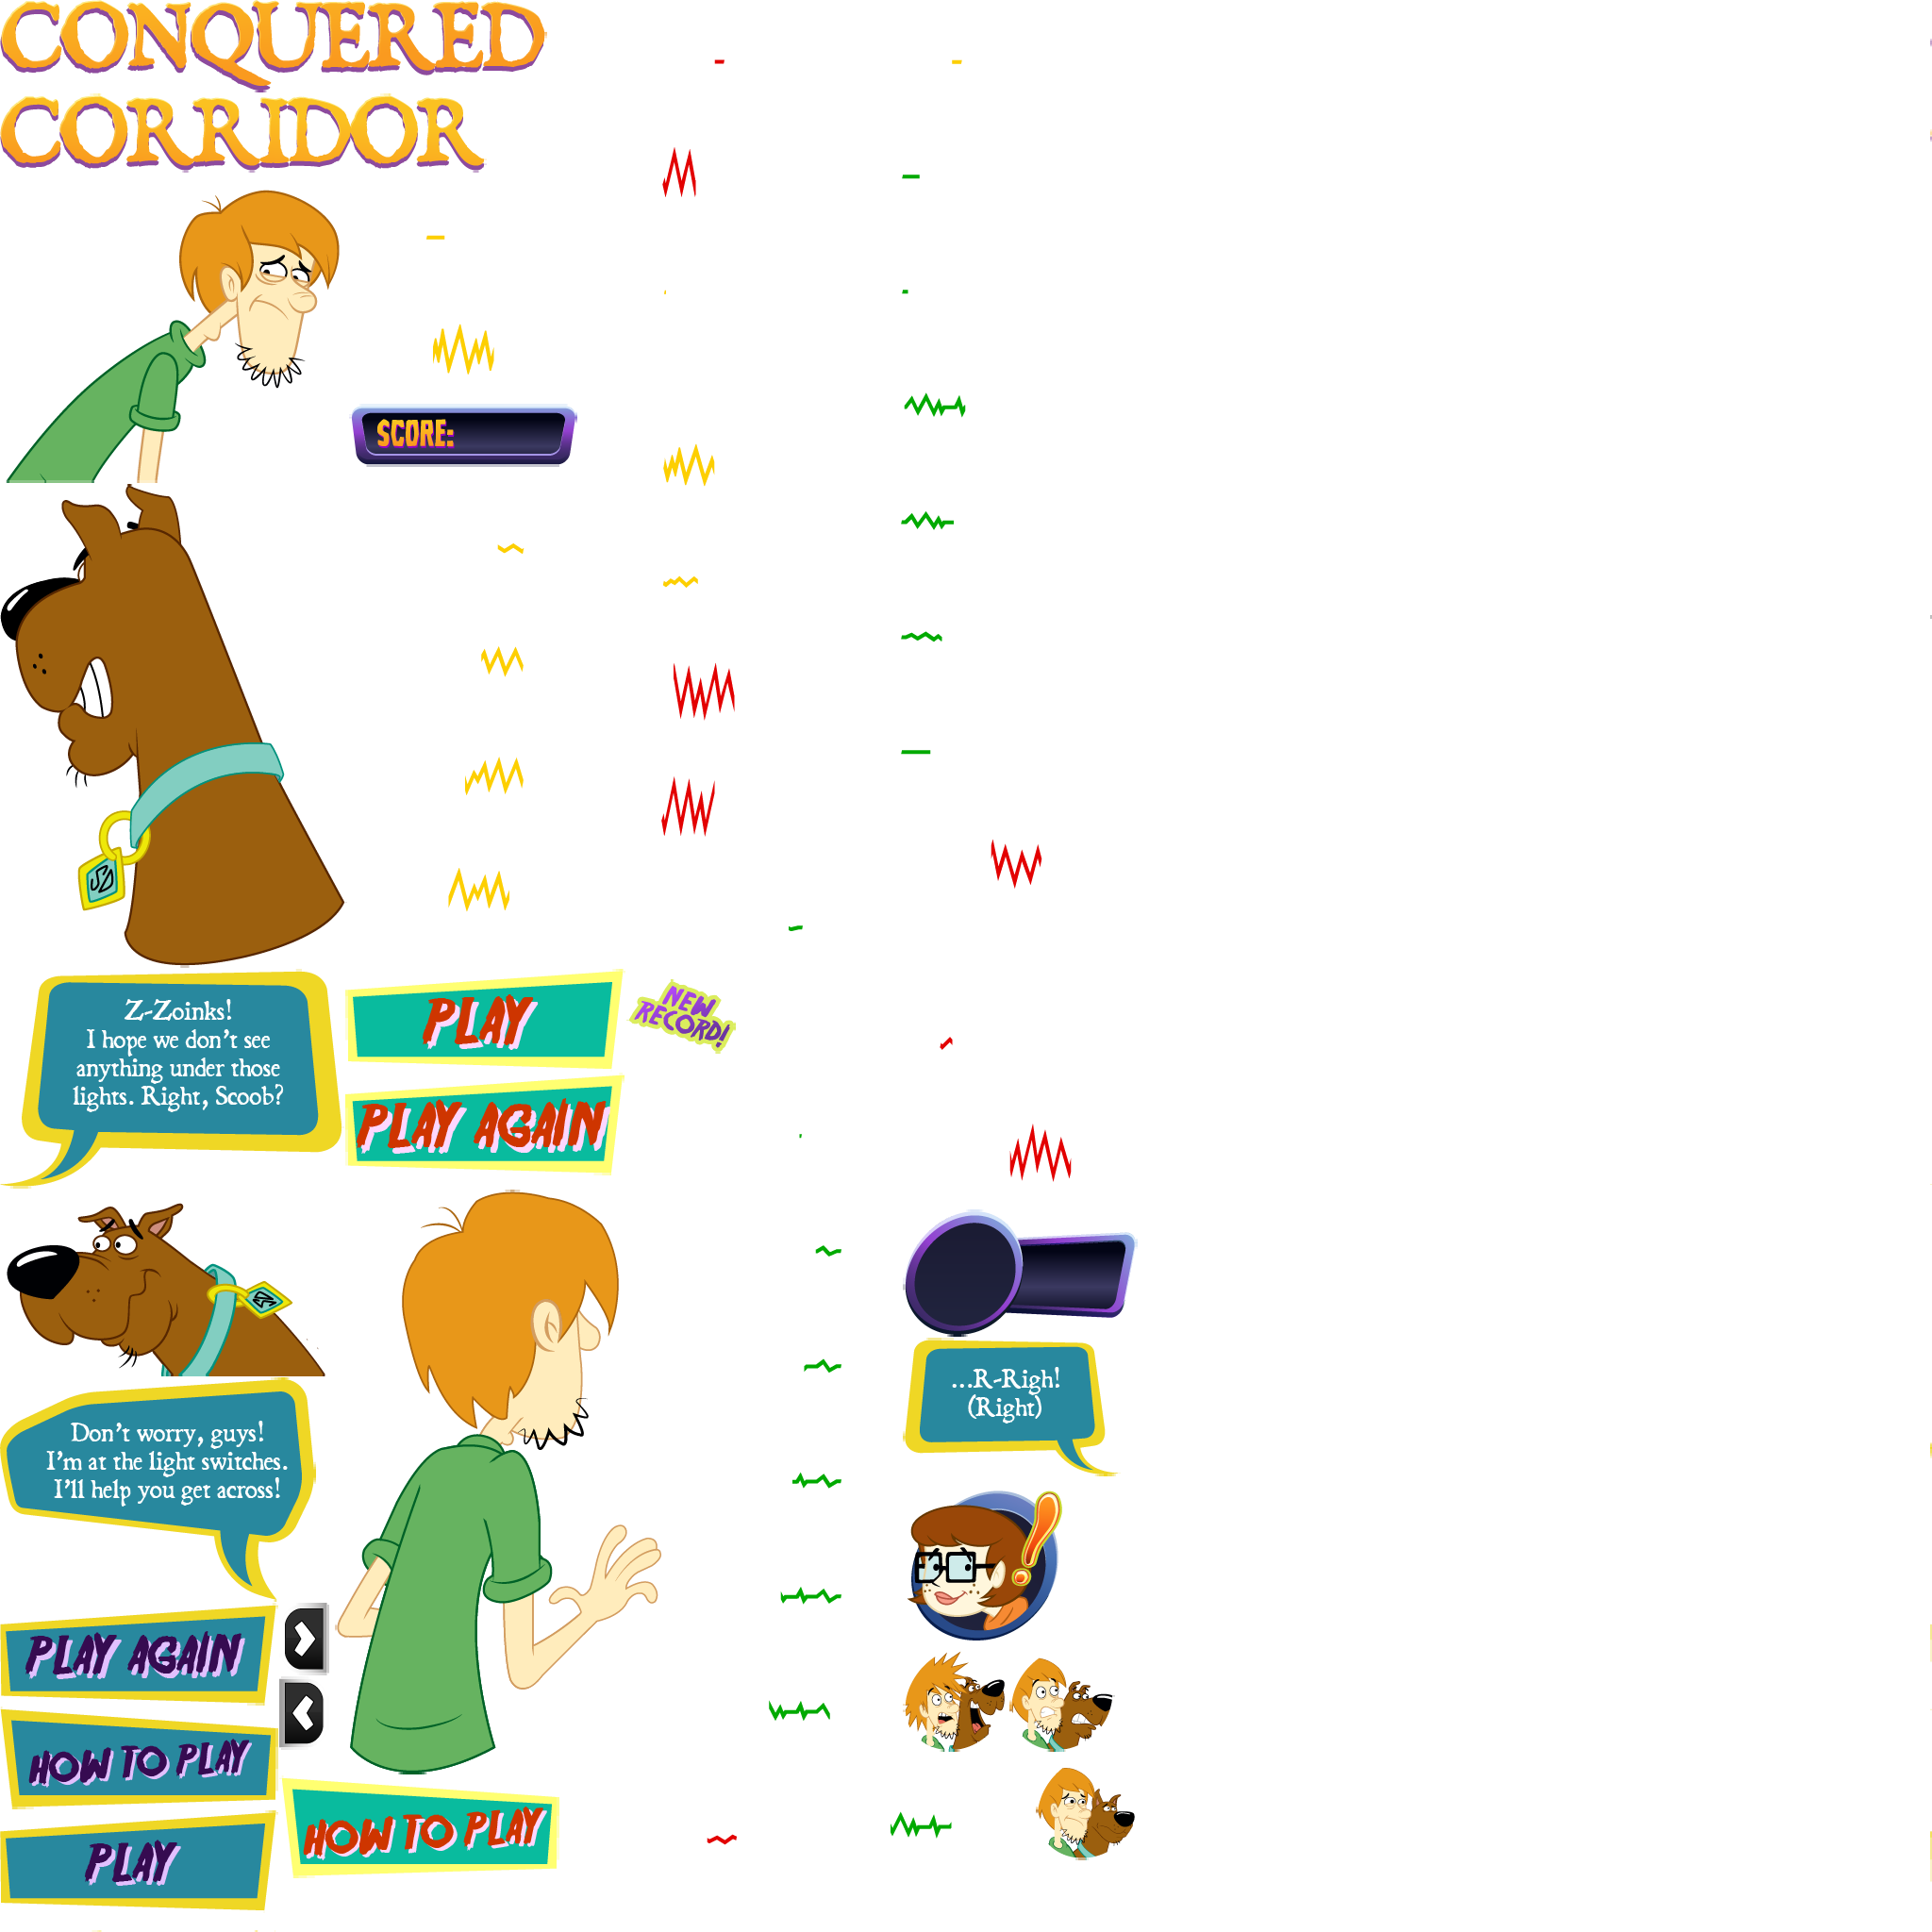 CONQUERED
CORRIDOR
SCORE:
Z-Zoinks!
I hope we don't see
anything under those
lights. Right, Scoob?
PLAY
NEW
RECORD!
PLAY AGAIN
...R-Righ!
(Right)
Don't worry, guys!
I'm at the light switches.
I'll help you get across!
PLAY AGAIN
HOW TO PLAY
HOW TO PLAY
PLAY
SD